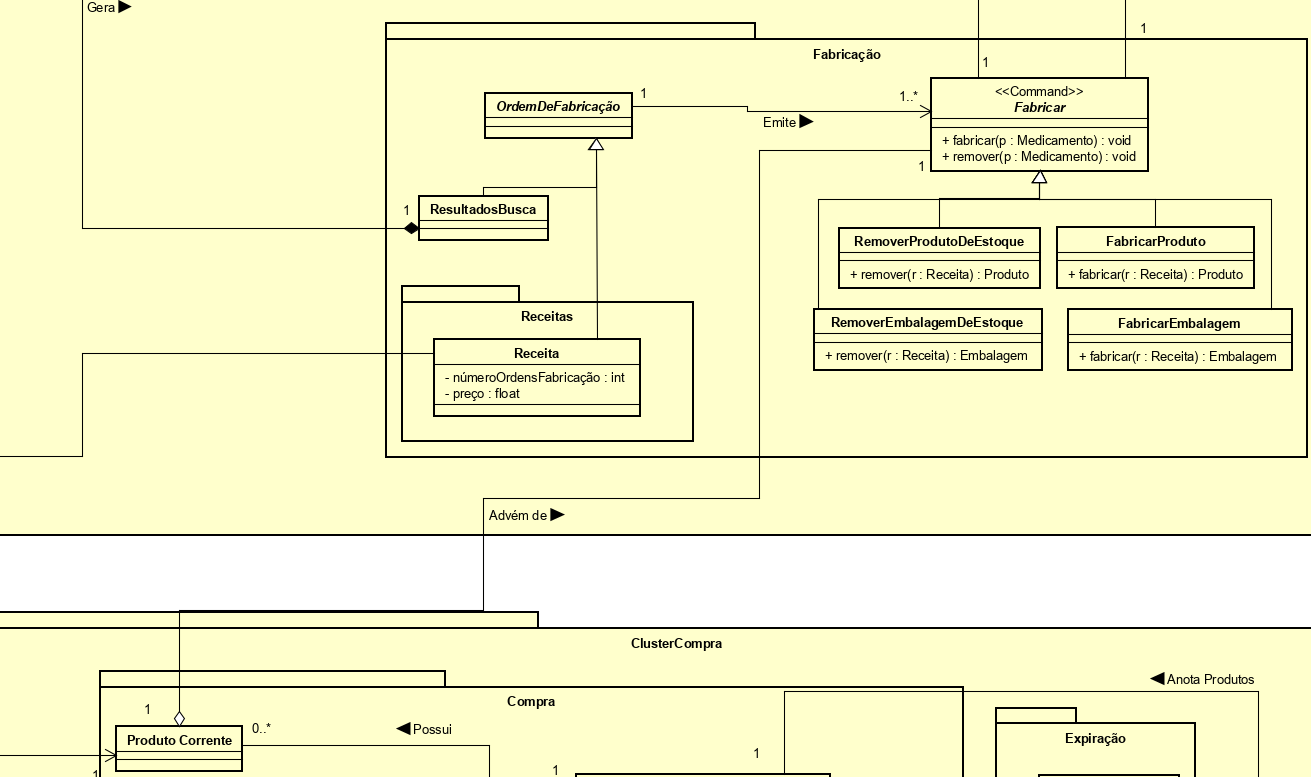 Gera ►
1
Fabricação
1
<<Command>>
OrdemDeFabricação
1
1..*
Fabricar
Emite ►
+ fabricar(p : Medicamento) : void
+ remover(p : Medicamento) : void
1
1
ResultadosBusca
RemoverProdutoDeEstoque
FabricarProduto
+ remover(r : Receita) : Produto
+ fabricar(r : Receita) : Produto
Receitas
RemoverEmbalagemDeEstoque
FabricarEmbalagem
Receita
+ remover(r : Receita) : Embalagem
+ fabricar(r : Receita) : Embalagem
- númeroOrdensFabricação : int
- preço : float
Advém de ►
ClusterCompra
◄ Anota Produtos
Compra
1
0..*
◄ Possui
Produto Corrente
Expiração
1
1
1